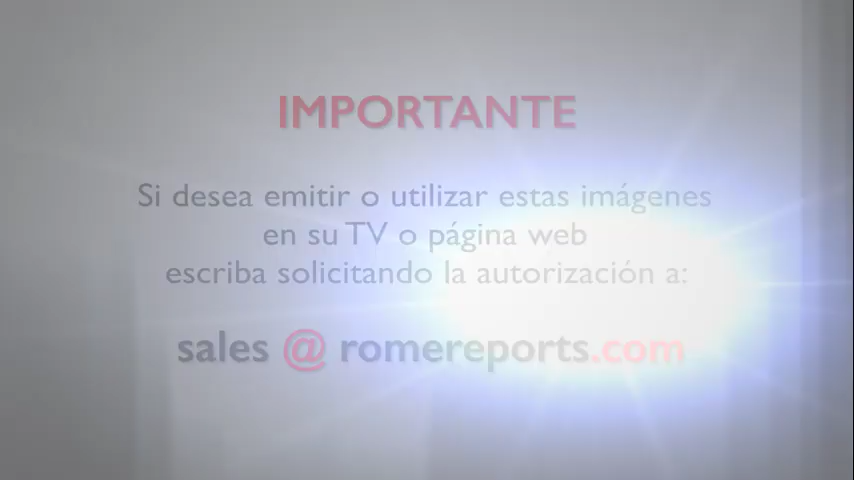 IMPORTANTE
Si desea emitir o utilizar estas imágenes
en su TV o página web
escriba solicitando la autorización a:
sales @ romereports.com